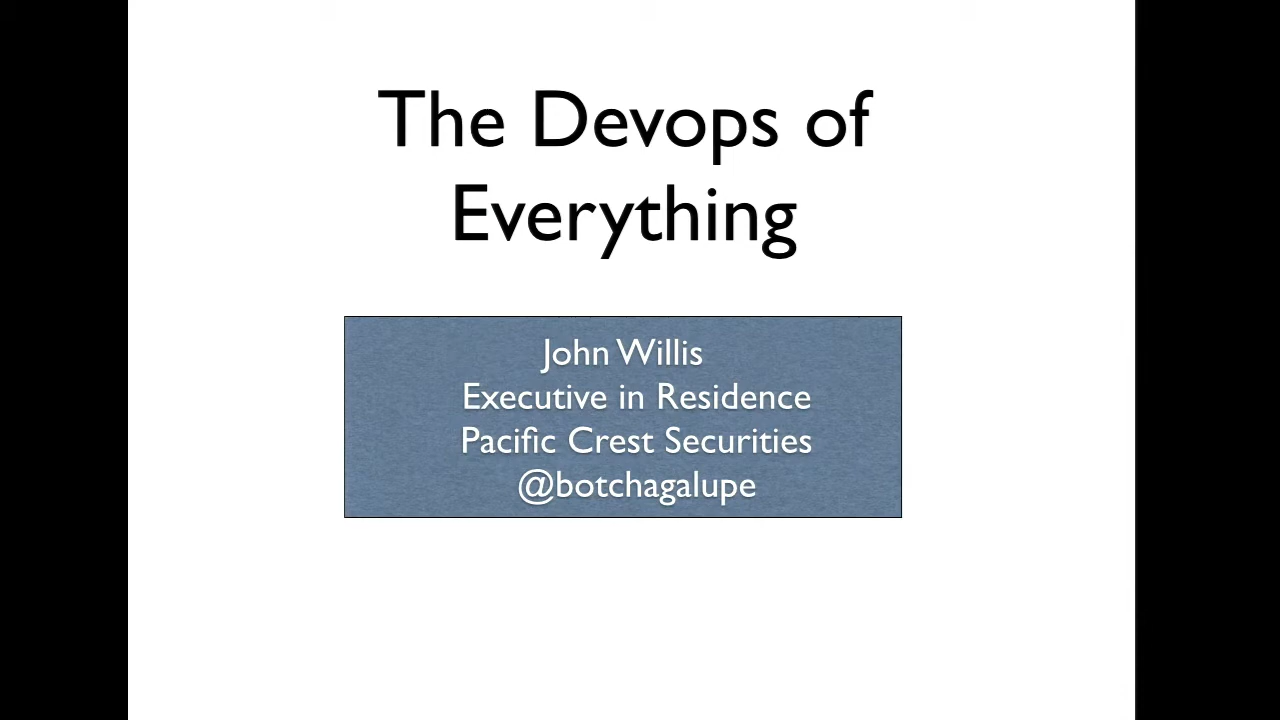 The Devops of
Everything
John Willis
Executive in Residence
Pacific Crest Securities
@botchagalupe